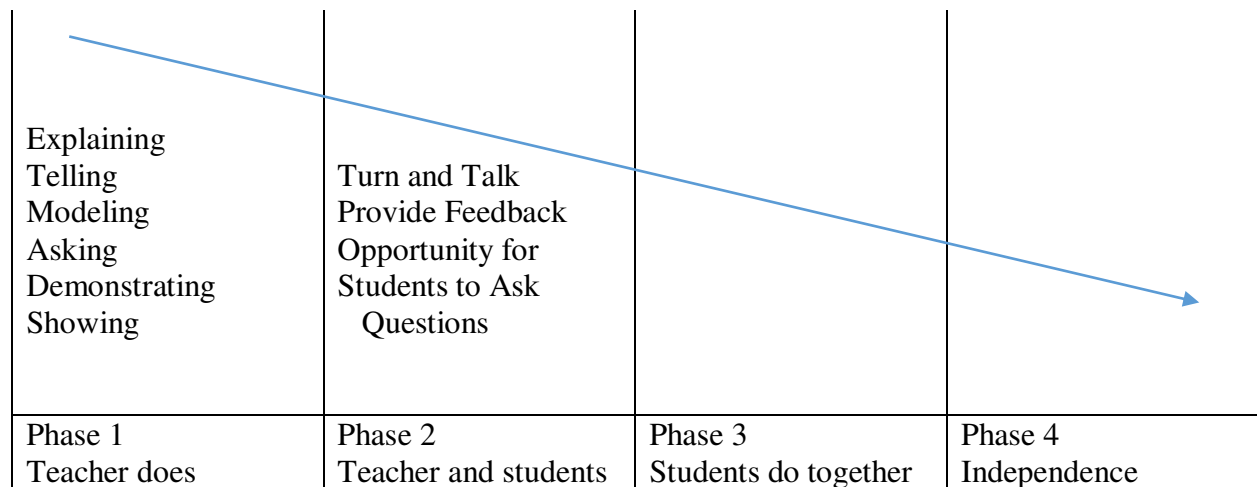 Explaining
Telling
Modeling
Asking
Demonstrating
Showing
Turn and Talk
Provide Feedback
Opportunity for
Students to Ask
Questions
Phase 1
Teacher does
Phase 2
Teacher and students
Phase 3
Students do together
Phase 4
Independence